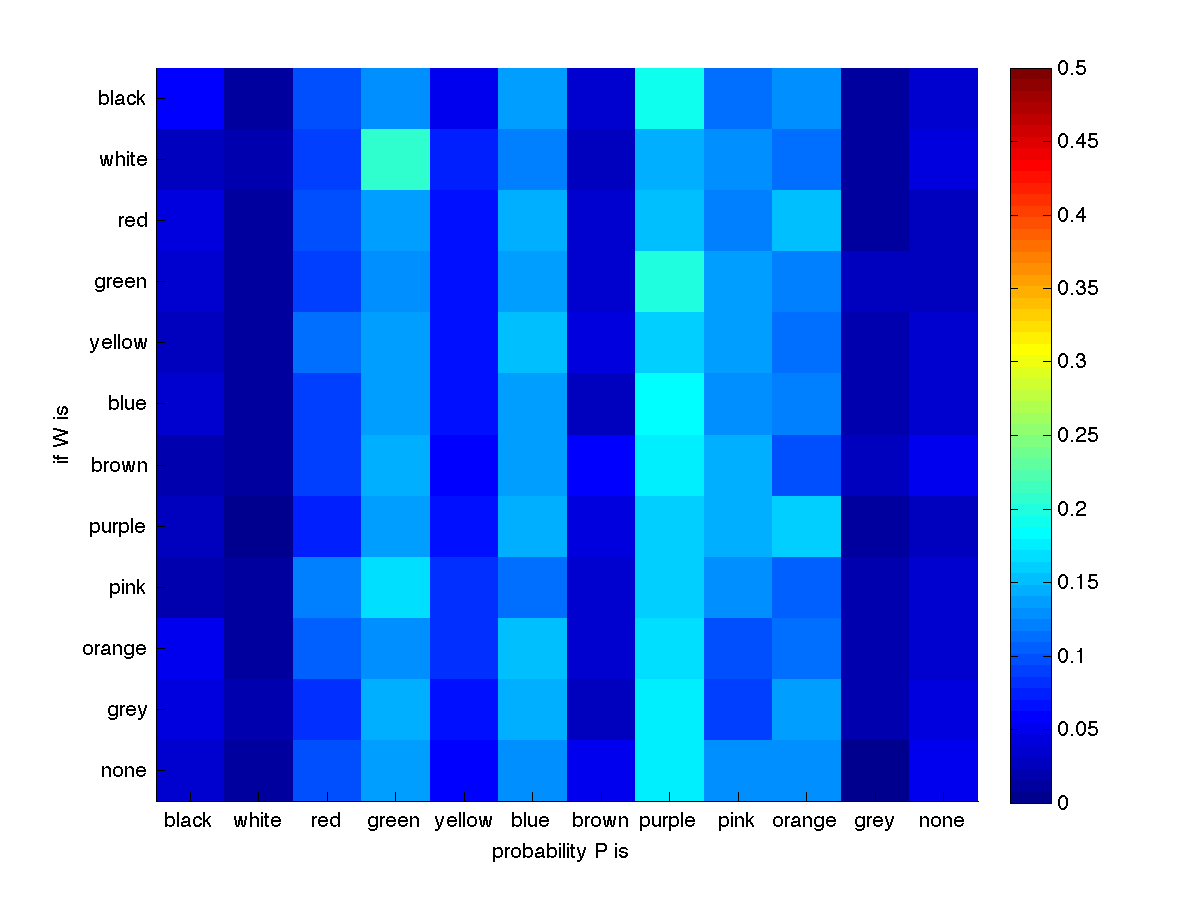 black
white
red
green
yellow
blue
brown
purple
pink
orange
grey
none
if W is
black white red green yellow blue brown purple pink orange grey none
probability P is
0.5
0.45
0.4
0.35
0.3
0.25
0.2
0.15
0.1
0.05
0